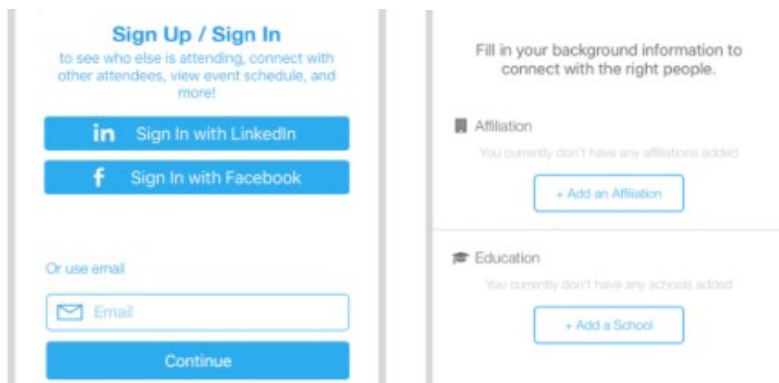 Sign Up / Sign In
to see who else is attending, connect with
other attendees, view event schedule, and
more!
in Sign In with LinkedIn
f Sign In with Facebook
Or use email
Email
Continue
Fill in your background information to
connect with the right people.
Affiliation
You currently don't have any affiliations added
+ Add an Affiliation
Education
You currently don't have any schools added
+ Add a School